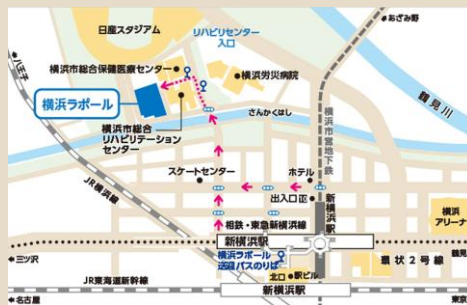 日産スタジアム
リハビリセンター
入口
あざみ野
八王子
横浜市総合保健医療センター
横浜労災病院
鶴見川
横浜ラポール
さんかくはし
横浜市総合
リハビリテーション
センター
横浜市営地下鉄
スケートセンター
ホテル
JR横浜線
出入口
新横浜駅
横浜
アリーナ
相鉄・東急新横浜線
新横浜駅
三ツ沢
横浜ラポール
送迎バスのりば
環状2号線
鶴見
北口
駅ビル
JR東海道新幹線
新横浜駅
名古屋
東京